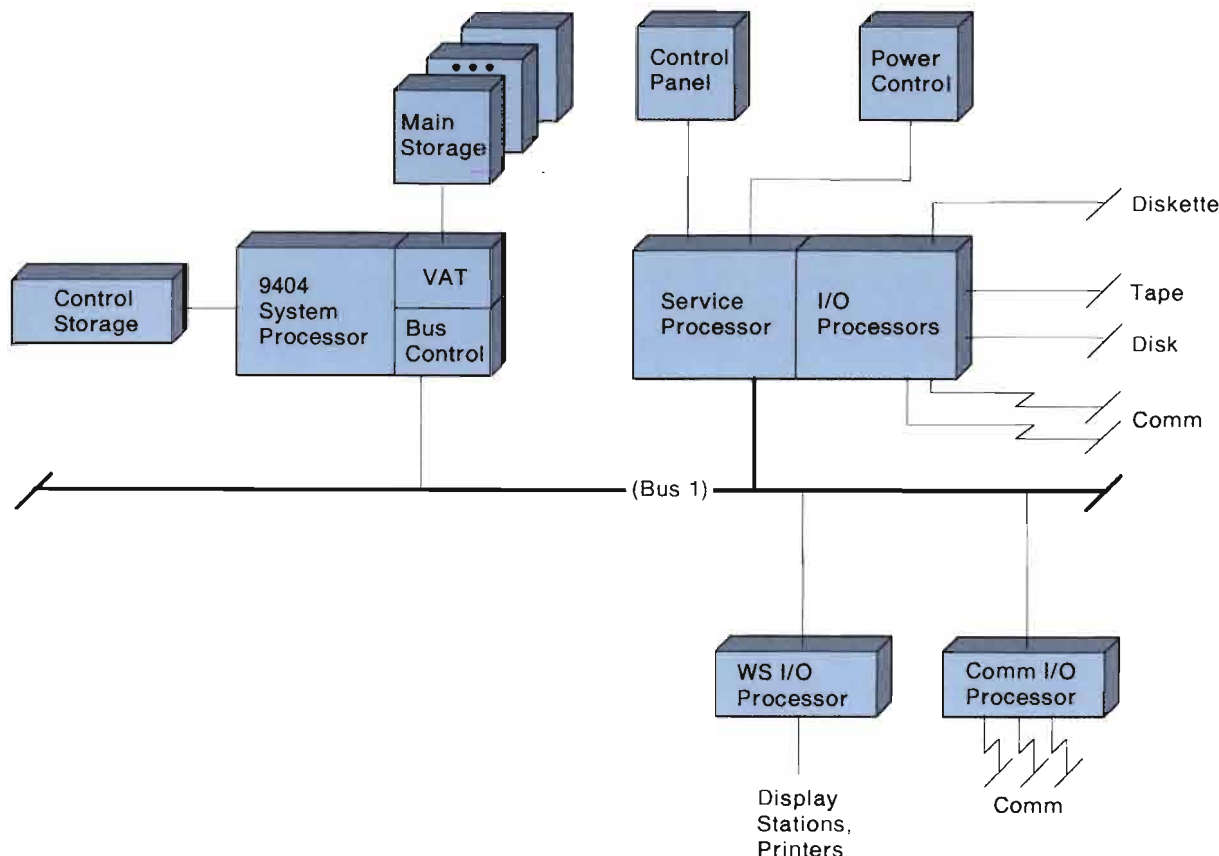 Control
Panel
Power
Control
Main
Storage
Diskette
9404
System
Processor
VAT
Bus
Control
Control
Storage
Service
Processor
I/O
Processors
Tape
Disk
Comm
(Bus 1)
WS I/O
Processor
Comm I/O
Processor
Display
Stations,
Printers
Comm